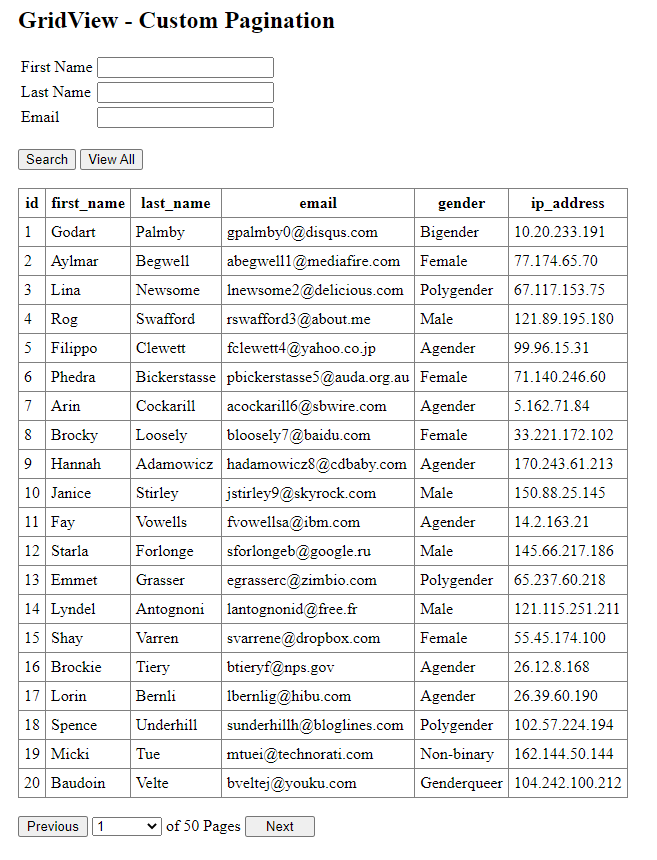 GridView - Custom Pagination
First Name
Last Name
Email
Search View All
id first_name last_name email gender ip_address
1 Godart Palmby gpalmby0@disqus.com Bigender 10.20.233.191
2 Aylmar Begwell abegwell1@mediafire.com Female 77.174.65.70
3 Lina Newsome lnewsome2@delicious.com Polygender 67.117.153.75
4 Rog Swafford rswafford3@about.me Male 121.89.195.180
5 Filippo Clewett fclewett4@yahoo.co.jp Agender 99.96.15.31
6 Phedra Bickerstasse pbickerstasse5@auda.org.au Female 71.140.246.60
7 Arin Cockarill acockarill6@sbwire.com Agender 5.162.71.84
8 Brocky Loosely bloosely7@baidu.com Female 33.221.172.102
9 Hannah Adamowicz hadamowicz8@cdbaby.com Agender 170.243.61.213
10 Janice Stirley jstirley9@skyrock.com Male 150.88.25.145
11 Fay Vowells fvowellsa@ibm.com Agender 14.2.163.21
12 Starla Forlonge sforlongeb@google.ru Male 145.66.217.186
13 Emmet Grasser egrasserc@zimbio.com Polygender 65.237.60.218
14 Lyndel Antognoni lantognonid@free.fr Male 121.115.251.211
15 Shay Varren svarrene@dropbox.com Female 55.45.174.100
16 Brockie Tiery btieryf@nps.gov Agender 26.12.8.168
17 Lorin Bernli lbernlig@hibu.com Agender 26.39.60.190
18 Spence Underhill sunderhillh@bloglines.com Polygender 102.57.224.194
19 Micki Tue mtuei@technorati.com Non-binary 162.144.50.144
20 Baudoin Velte bveltej@youku.com Genderqueer 104.242.100.212
Previous 1 of 50 Pages Next